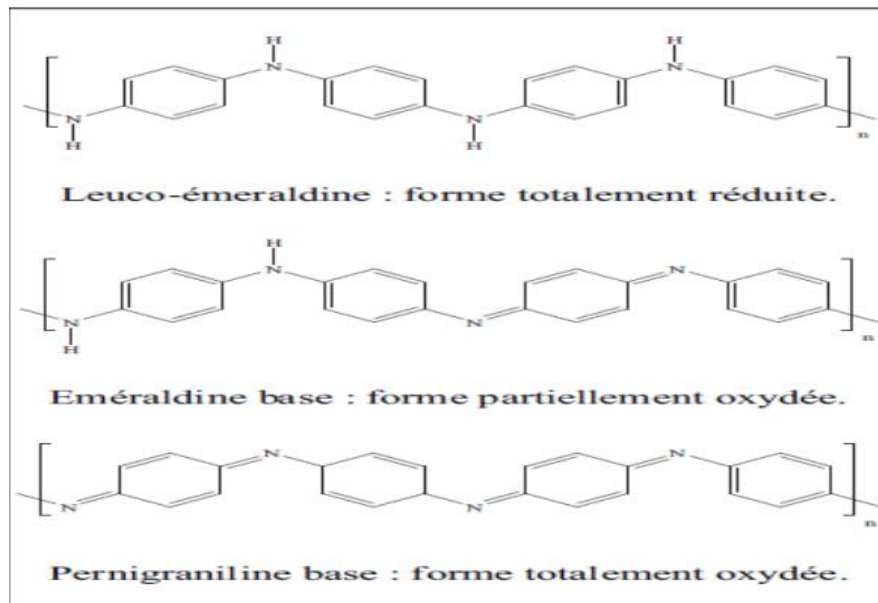 H H
N N
N N
H H n
Leuco-émeraldine : forme totalement réduite.
H
N N
N N
H n
Eméraldine base : forme partiellement oxydée.
N N
N N
n
Pernigraniline base : forme totalement oxydée.